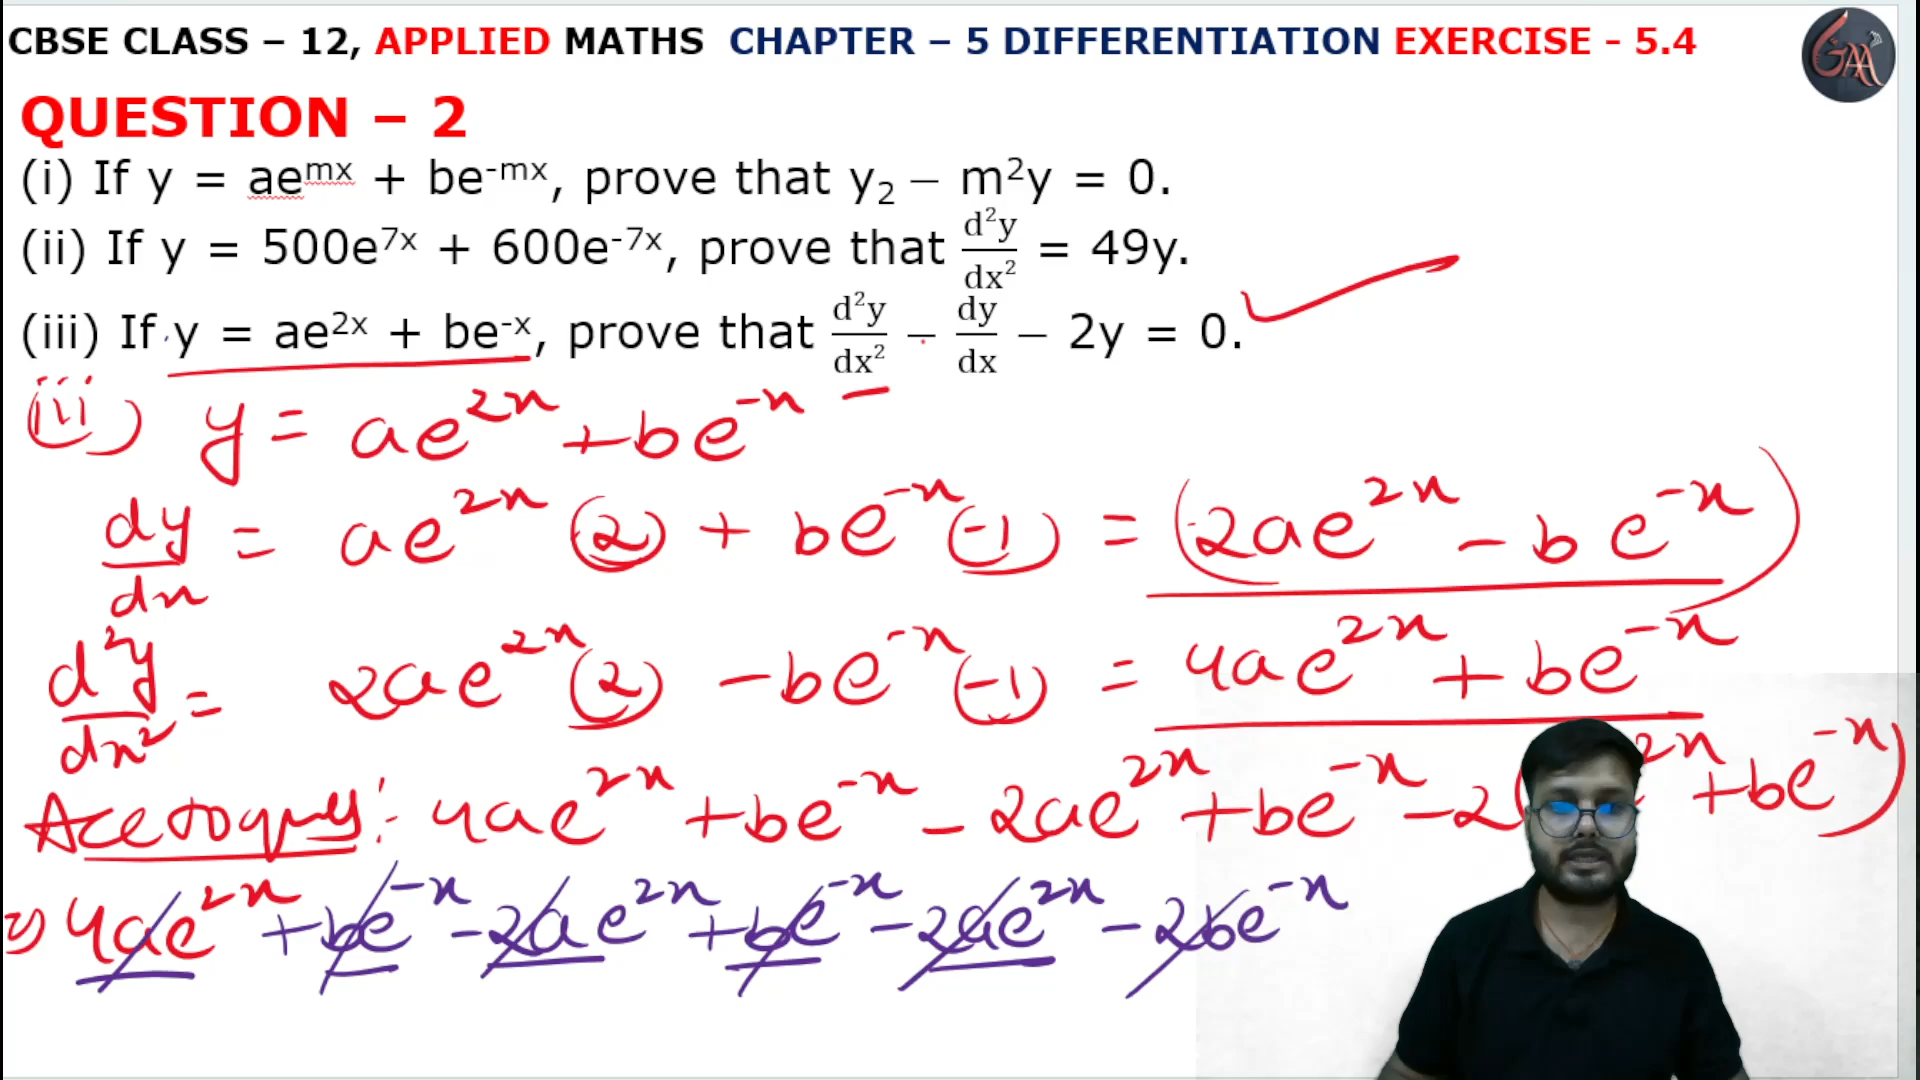 CBSE CLASS – 12, APPLIED MATHS CHAPTER – 5 DIFFERENTIATION EXERCISE - 5.4
GAA
QUESTION – 2
(i) If y = ae^mx + be^-mx, prove that y₂ – m²y = 0.
(ii) If y = 500e^7x + 600e^-7x, prove that d²y/dx² = 49y.
(iii) If y = ae^2x + be^-x, prove that d²y/dx² – dy/dx – 2y = 0.
(iii) y = ae^2x + be^-x –
dy/dx = ae^2x (2) + be^-x (-1) = (2ae^2x – be^-x)
d²y/dx² = 2ae^2x (2) – be^-x (-1) = 4ae^2x + be^-x
Acc to ques : 4ae^2x + be^-x – 2ae^2x + be^-x – 2( e^2x + be^-x)
⇒ 4ae^2x + be^-x – 2ae^2x + be^-x – 2ae^2x – 2be^-x